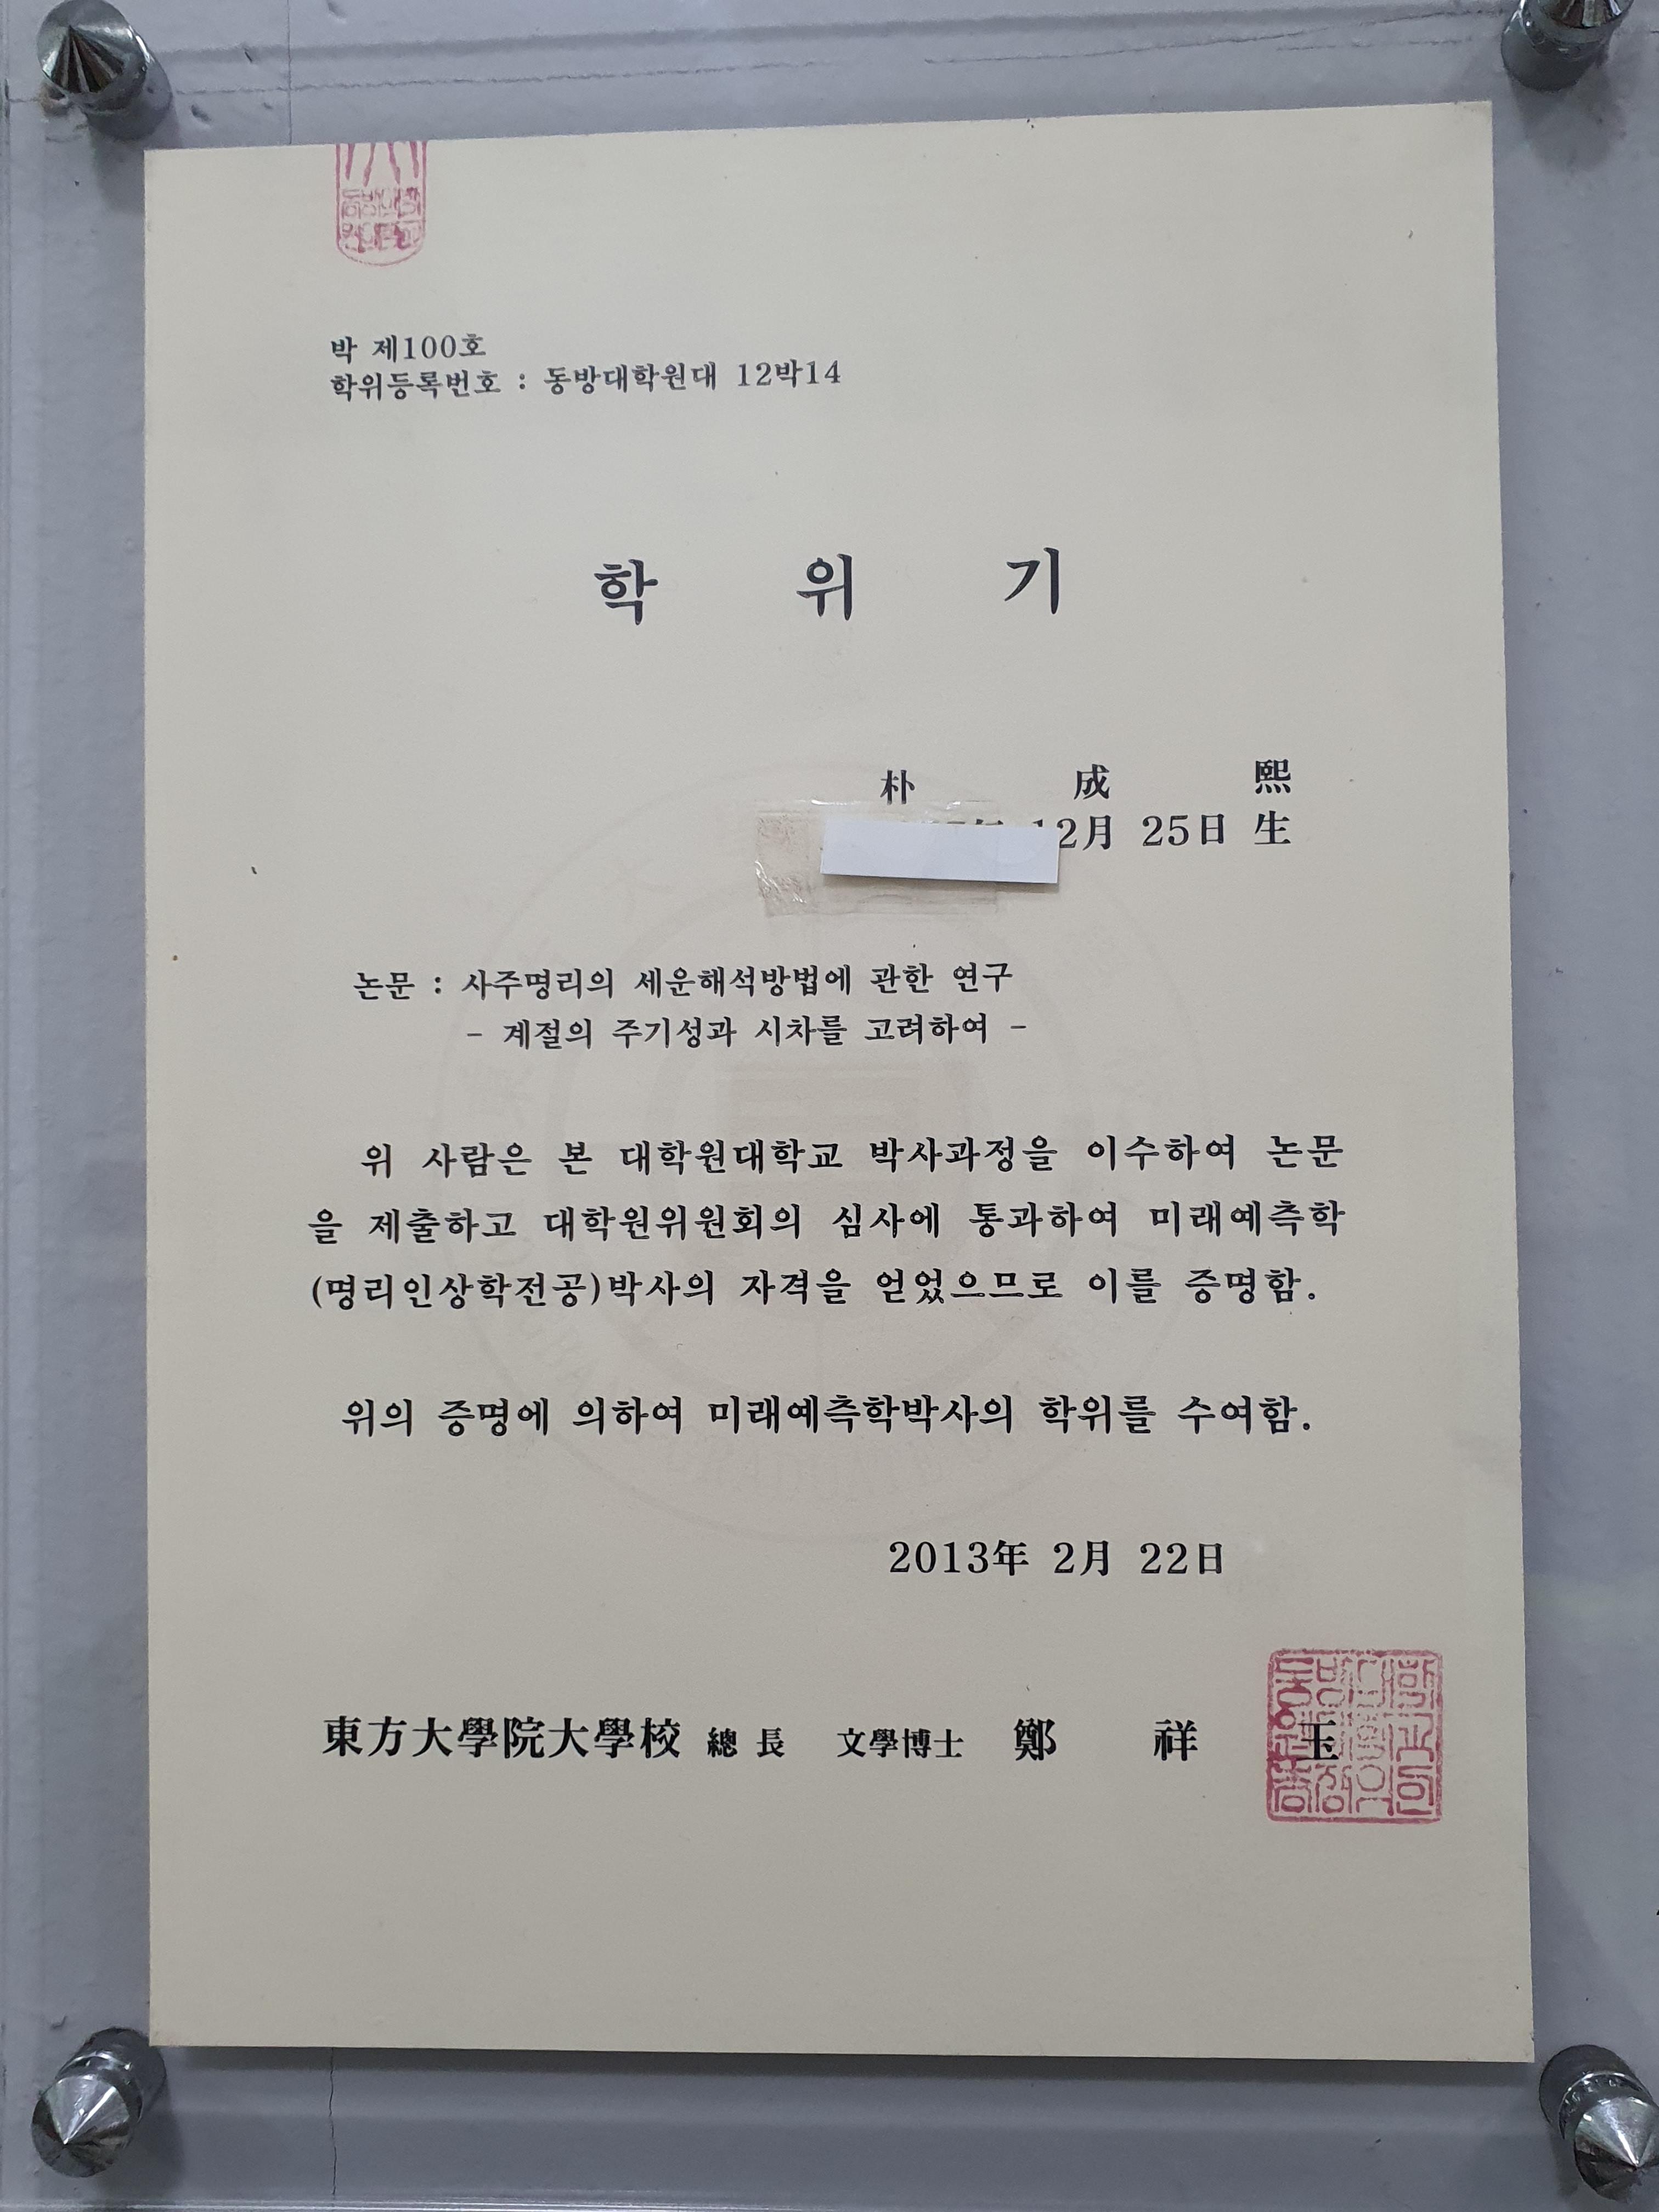 박 제100호
학위등록번호 : 동방대학원대 12박14
학 위 기
朴 成 熙
12月 25日 生
논문 : 사주명리의 세운해석방법에 관한 연구
- 계절의 주기성과 시차를 고려하여 -
위 사람은 본 대학원대학교 박사과정을 이수하여 논문
을 제출하고 대학원위원회의 심사에 통과하여 미래예측학
(명리인상학전공)박사의 자격을 얻었으므로 이를 증명함.
위의 증명에 의하여 미래예측학박사의 학위를 수여함.
2013年 2月 22日
東方大學院大學校 總 長 文學博士 鄭 祥 玉